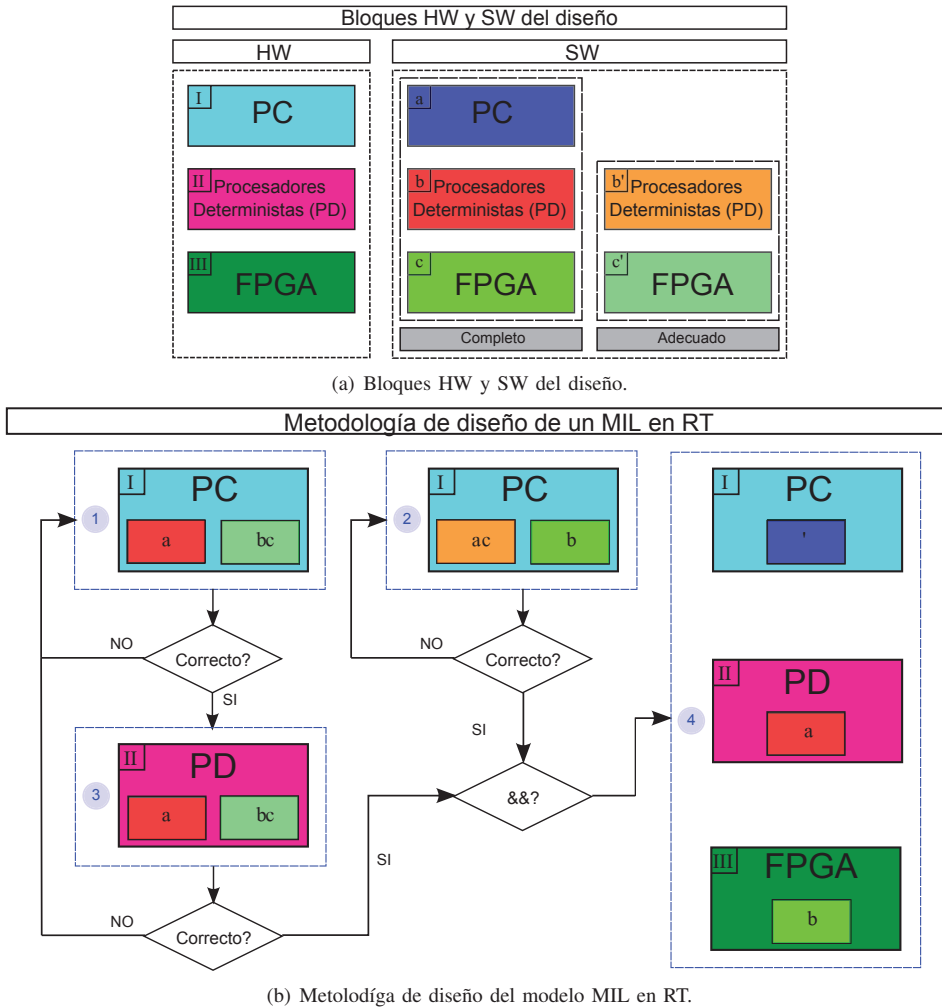 Bloques HW y SW del diseño
HW
SW
I
PC
a
PC
II
Procesadores
Deterministas (PD)
b
Procesadores
Deterministas (PD)
b'
Procesadores
Deterministas (PD)
III
FPGA
c
FPGA
c'
FPGA
Completo
Adecuado
(a) Bloques HW y SW del diseño.
Metodología de diseño de un MIL en RT
1
I
PC
a
bc
2
I
PC
ac
b
I
PC
'
NO
Correcto?
SI
NO
Correcto?
SI
3
II
PD
a
bc
&&?
SI
4
II
PD
a
NO
Correcto?
III
FPGA
b
(b) Metolodíga de diseño del modelo MIL en RT.